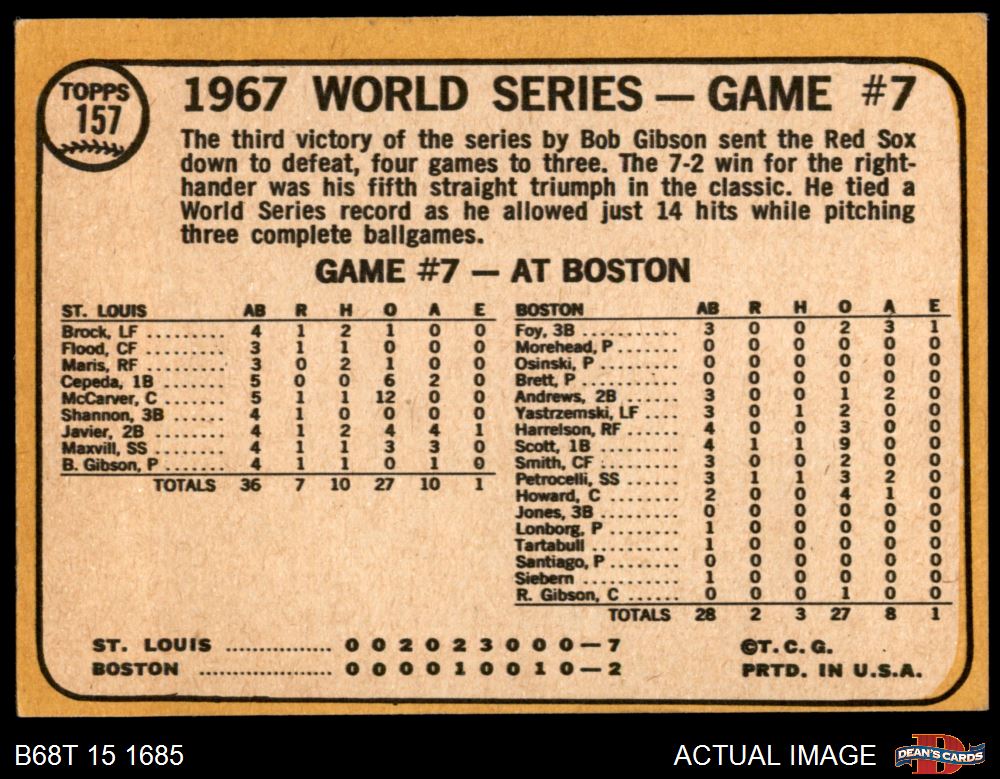 TOPPS
157
1967 WORLD SERIES — GAME #7
The third victory of the series by Bob Gibson sent the Red Sox
down to defeat, four games to three. The 7-2 win for the right-
hander was his fifth straight triumph in the classic. He tied a
World Series record as he allowed just 14 hits while pitching
three complete ballgames.
GAME #7 — AT BOSTON
ST. LOUIS AB R H O A E
Brock, LF ......... 4 1 2 1 0 0
Flood, CF ......... 3 1 1 0 0 0
Maris, RF ......... 3 0 2 1 0 0
Cepeda, 1B ....... 5 0 0 6 2 0
McCarver, C ...... 5 1 1 12 0 0
Shannon, 3B ...... 4 1 0 0 0 0
Javier, 2B ........ 4 1 2 4 4 1
Maxvill, SS ....... 4 1 1 3 3 0
B. Gibson, P ...... 4 1 1 0 1 0
TOTALS 36 7 10 27 10 1
BOSTON AB R H O A E
Foy, 3B ........... 3 0 0 2 3 1
Morehead, P ....... 0 0 0 0 0 0
Osinski, P ........ 0 0 0 0 0 0
Brett, P .......... 0 0 0 0 0 0
Andrews, 2B ....... 3 0 0 1 2 0
Yastrzemski, LF .... 3 0 1 2 0 0
Harrelson, RF ..... 4 0 0 3 0 0
Scott, 1B ......... 4 1 1 9 0 0
Smith, CF ......... 3 0 0 2 0 0
Petrocelli, SS ...... 3 1 1 3 2 0
Howard, C ......... 2 0 0 4 1 0
Jones, 3B ......... 0 0 0 0 0 0
Lonborg, P ........ 1 0 0 0 0 0
Tartabull .......... 1 0 0 0 0 0
Santiago, P ....... 0 0 0 0 0 0
Siebern ........... 1 0 0 0 0 0
R. Gibson, C ...... 0 0 0 1 0 0
TOTALS 28 2 3 27 8 1
ST. LOUIS ............... 0 0 2 0 2 3 0 0 0—7
BOSTON ................... 0 0 0 0 1 0 0 1 0—2
©T.C.G.
PRTD. IN U.S.A.
B68T 15 1685
ACTUAL IMAGE
DEAN'S CARDS